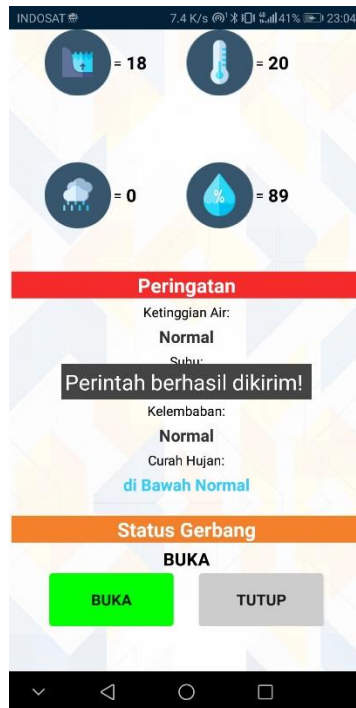 INDOSAT 7.4 K/s 41% 23:04
= 18 = 20
= 0 % = 89
Peringatan
Ketinggian Air:
Normal
Suhu:
Perintah berhasil dikirim!
Kelembaban:
Normal
Curah Hujan:
di Bawah Normal
Status Gerbang
BUKA
BUKA TUTUP